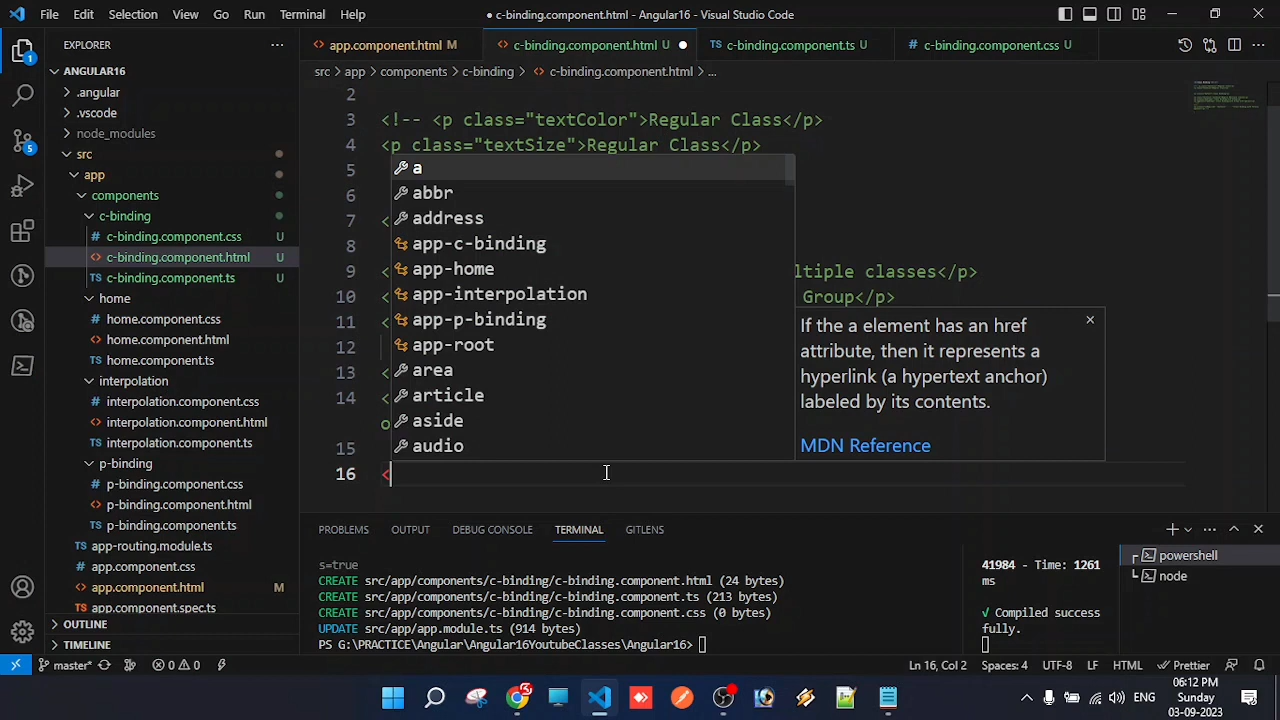 File Edit Selection View Go Run Terminal Help
● c-binding.component.html - Angular16 - Visual Studio Code
EXPLORER
app.component.html M
c-binding.component.html U
TS c-binding.component.ts U
# c-binding.component.css U
ANGULAR16
src > app > components > c-binding > c-binding.component.html > ...
.angular
.vscode
node_modules
src
app
components
c-binding
# c-binding.component.css U
c-binding.component.html U
TS c-binding.component.ts U
home
# home.component.css
home.component.html
TS home.component.ts
interpolation
# interpolation.component.css
interpolation.component.html
TS interpolation.component.ts
p-binding
# p-binding.component.css
p-binding.component.html
TS p-binding.component.ts
TS app-routing.module.ts
# app.component.css
app.component.html M
TS app.component.spec.ts
OUTLINE
TIMELINE
2
3 <!-- <p class="textColor">Regular Class</p>
4 <p class="textSize">Regular Class</p>
5
6
7 <
8
9 < ltiple classes</p>
10 < Group</p>
11 <
12
13 <
14 <
o
15
16 <
a
abbr
address
app-c-binding
app-home
app-interpolation
app-p-binding
app-root
area
article
aside
audio
If the a element has an href
attribute, then it represents a
hyperlink (a hypertext anchor)
labeled by its contents.
MDN Reference
PROBLEMS OUTPUT DEBUG CONSOLE TERMINAL GITLENS
s=true
CREATE src/app/components/c-binding/c-binding.component.html (24 bytes)
CREATE src/app/components/c-binding/c-binding.component.ts (213 bytes)
CREATE src/app/components/c-binding/c-binding.component.css (0 bytes)
UPDATE src/app/app.module.ts (914 bytes)
PS G:\PRACTICE\Angular\Angular16YoutubeClasses\Angular16>
41984 - Time: 1261
ms
√ Compiled success
fully.
powershell
node
master* 0 0 Ln 16, Col 2 Spaces: 4 UTF-8 LF HTML Prettier
ENG
06:12 PM
Sunday
03-09-2023